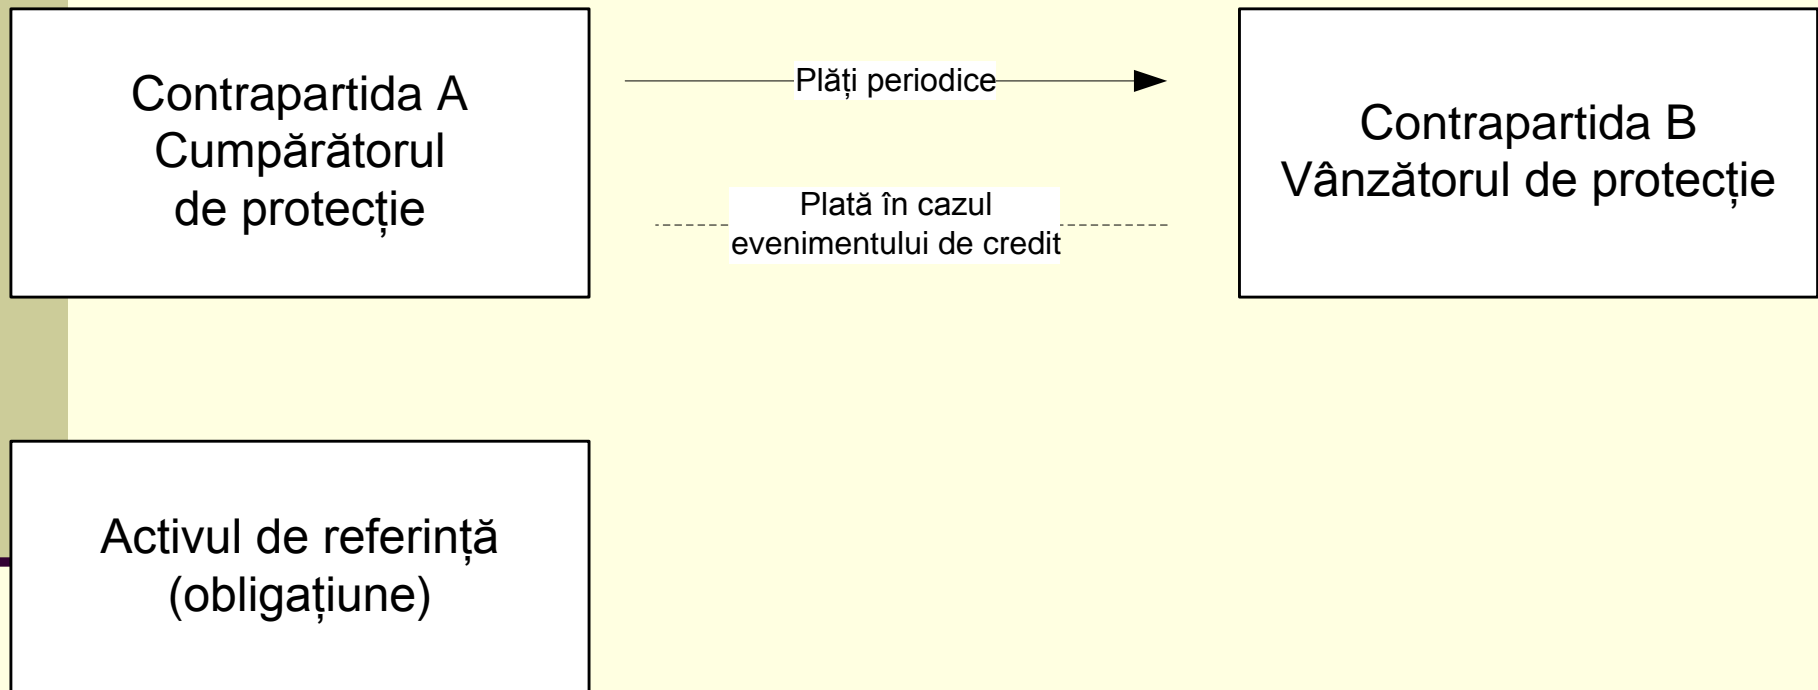 Contrapartida A
Cumpărătorul
de protecție
Plăți periodice
Plată în cazul
evenimentului de credit
Contrapartida B
Vânzătorul de protecție
Activul de referință
(obligațiune)